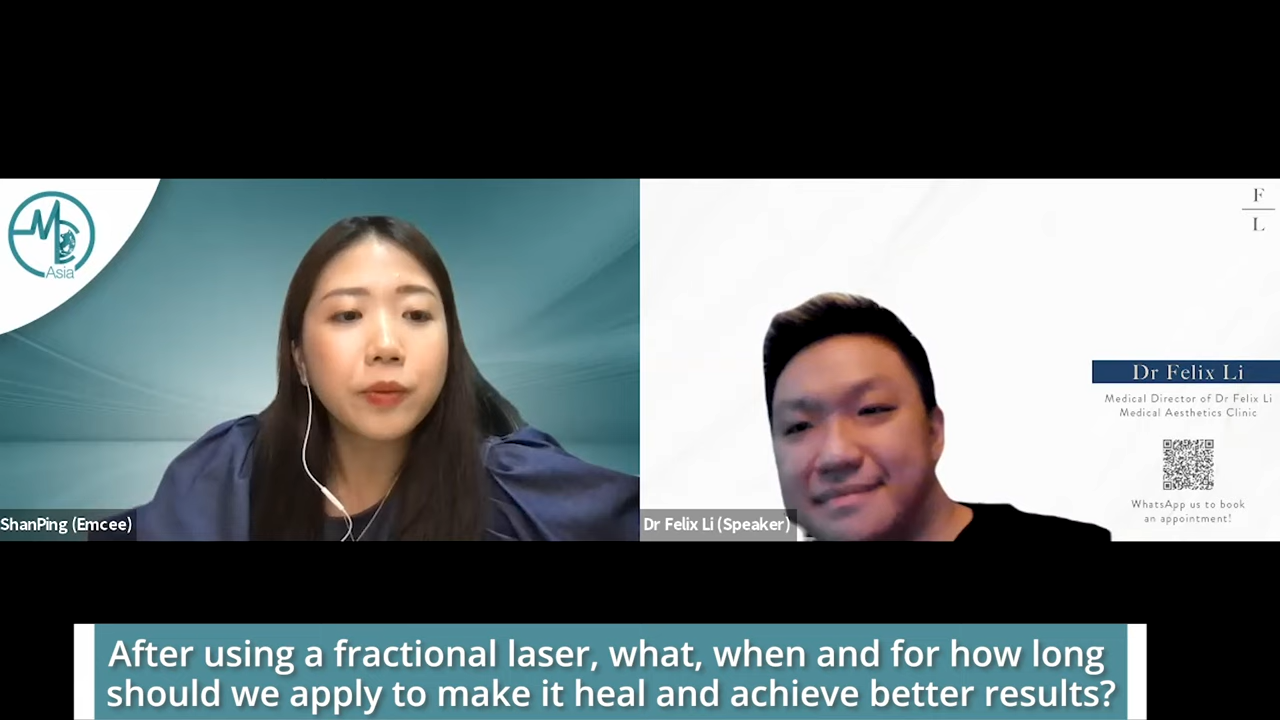 Asia
F
L
Dr Felix Li
Medical Director of Dr Felix Li
Medical Aesthetics Clinic
WhatsApp us to book
an appointment!
ShanPing (Emcee)
Dr Felix Li (Speaker)
After using a fractional laser, what, when and for how long
should we apply to make it heal and achieve better results?